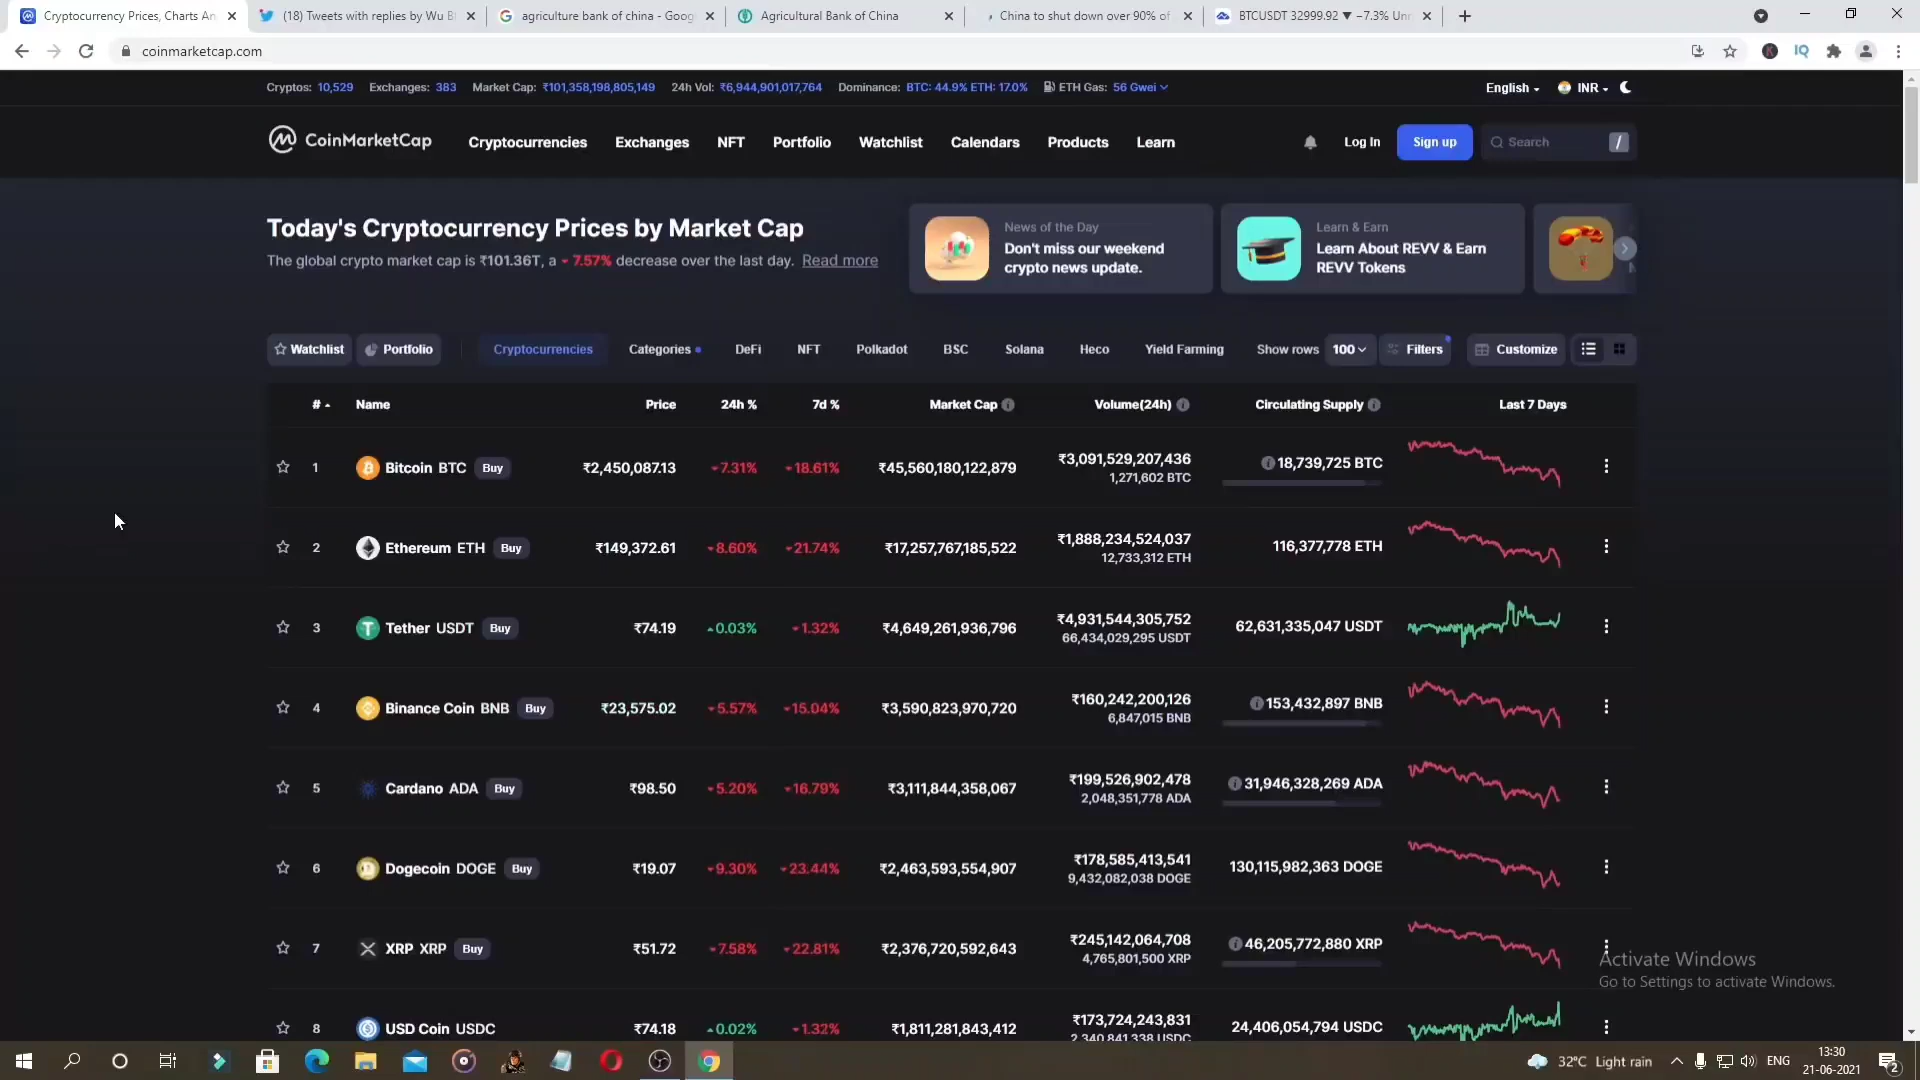 Cryptocurrency Prices, Charts An
(18) Tweets with replies by Wu B
agriculture bank of china - Goog
Agricultural Bank of China
China to shut down over 90% of
BTCUSDT 32999.92 ▼ −7.3% Unn
coinmarketcap.com
Cryptos: 10,529 Exchanges: 383 Market Cap: ₹101,358,198,805,149 24h Vol: ₹6,944,901,017,764 Dominance: BTC: 44.9% ETH: 17.0% ETH Gas: 56 Gwei
English INR
CoinMarketCap Cryptocurrencies Exchanges NFT Portfolio Watchlist Calendars Products Learn Log In Sign up Search /
Today's Cryptocurrency Prices by Market Cap
The global crypto market cap is ₹101.36T, a 7.57% decrease over the last day. Read more
News of the Day
Don't miss our weekend
crypto news update.
Learn & Earn
Learn About REVV & Earn
REVV Tokens
Watchlist Portfolio Cryptocurrencies Categories DeFi NFT Polkadot BSC Solana Heco Yield Farming Show rows 100 Filters Customize
# Name Price 24h % 7d % Market Cap Volume(24h) Circulating Supply Last 7 Days
1 Bitcoin BTC Buy ₹2,450,087.13 7.31% 18.61% ₹45,560,180,122,879 ₹3,091,529,207,436 18,739,725 BTC
1,271,602 BTC
2 Ethereum ETH Buy ₹149,372.61 8.60% 21.74% ₹17,257,767,185,522 ₹1,888,234,524,037 116,377,778 ETH
12,733,312 ETH
3 Tether USDT Buy ₹74.19 0.03% 1.32% ₹4,649,261,936,796 ₹4,931,544,305,752 62,631,335,047 USDT
66,434,029,295 USDT
4 Binance Coin BNB Buy ₹23,575.02 5.57% 15.04% ₹3,590,823,970,720 ₹160,242,200,126 153,432,897 BNB
6,847,015 BNB
5 Cardano ADA Buy ₹98.50 5.20% 16.79% ₹3,111,844,358,067 ₹199,526,902,478 31,946,328,269 ADA
2,048,351,778 ADA
6 Dogecoin DOGE Buy ₹19.07 9.30% 23.44% ₹2,463,593,554,907 ₹178,585,413,541 130,115,982,363 DOGE
9,432,082,038 DOGE
7 XRP XRP Buy ₹51.72 7.58% 22.81% ₹2,376,720,592,643 ₹245,142,064,708 46,205,772,880 XRP
4,765,801,500 XRP
Activate Windows
Go to Settings to activate Windows.
8 USD Coin USDC ₹74.18 0.02% 1.32% ₹1,811,281,843,412 ₹173,724,243,831 24,406,054,794 USDC
2,340,841,338 USDC
32°C Light rain ENG
13:30
21-06-2021
2